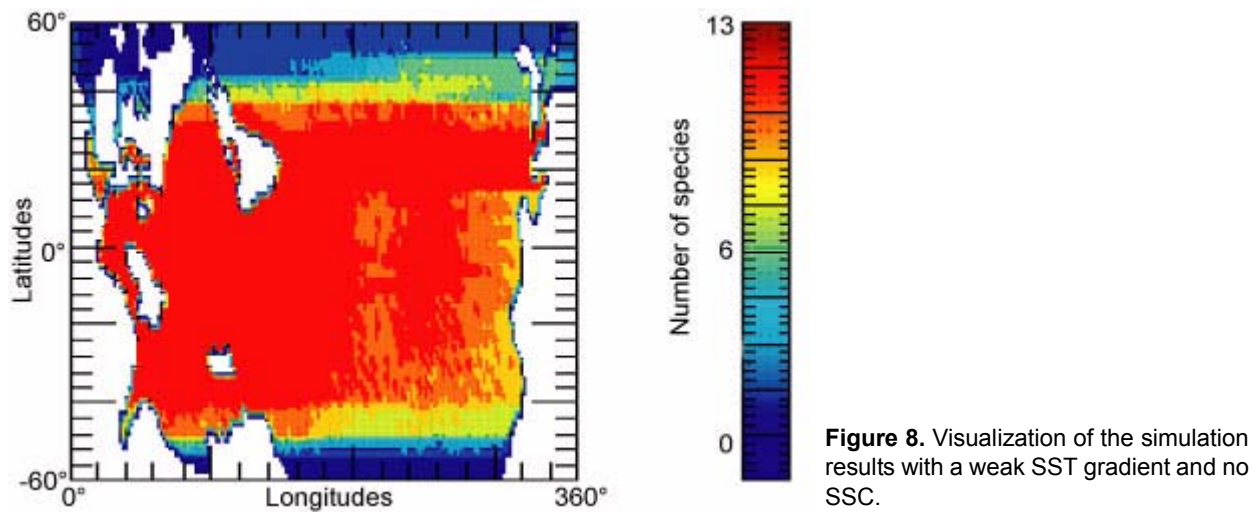 60°
0°
-60°
Latitudes
0°
Longitudes
360°
13
6
0
Number of species
Figure 8. Visualization of the simulation
results with a weak SST gradient and no
SSC.